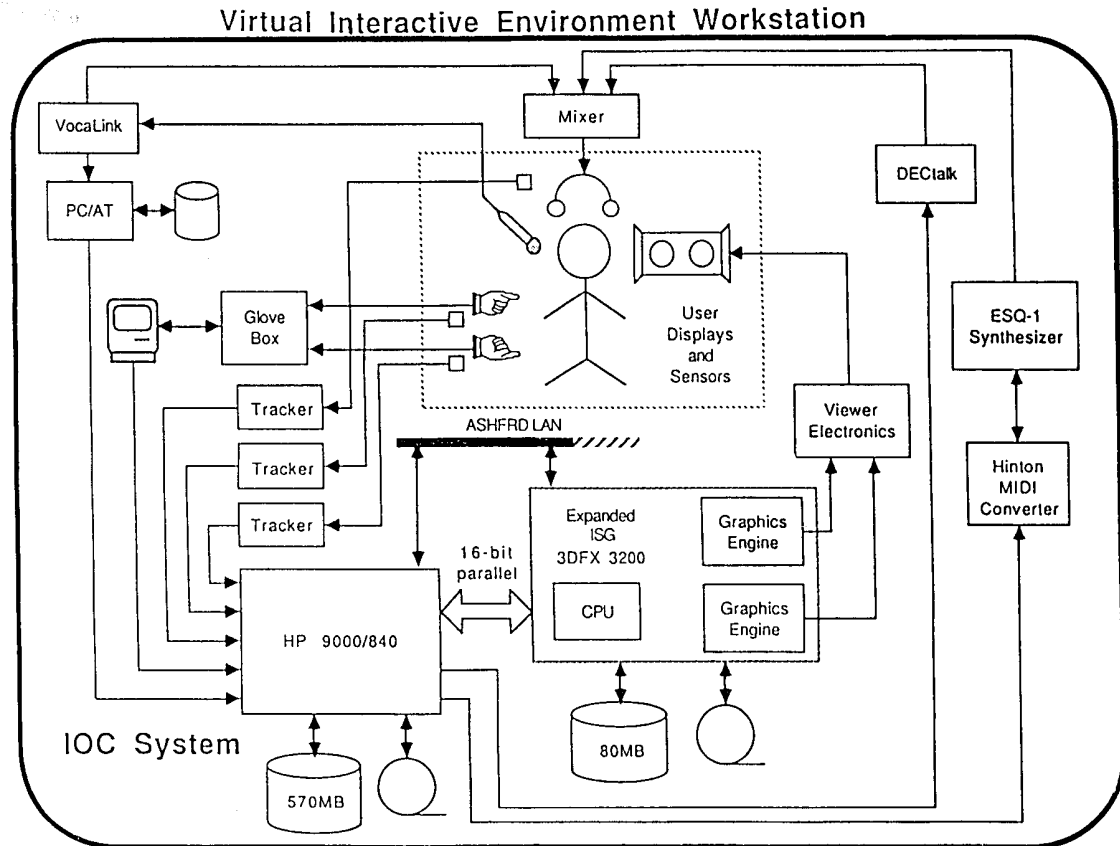 Virtual Interactive Environment Workstation
VocaLink
Mixer
PC/AT
DECtalk
Glove
Box
User
Displays
and
Sensors
ESQ-1
Synthesizer
Tracker
Tracker
Tracker
ASHFRD LAN
Viewer
Electronics
Hinton
MIDI
Converter
Expanded
ISG
3DFX 3200
Graphics
Engine
16-bit
parallel
CPU
Graphics
Engine
HP 9000/840
IOC System
570MB
80MB